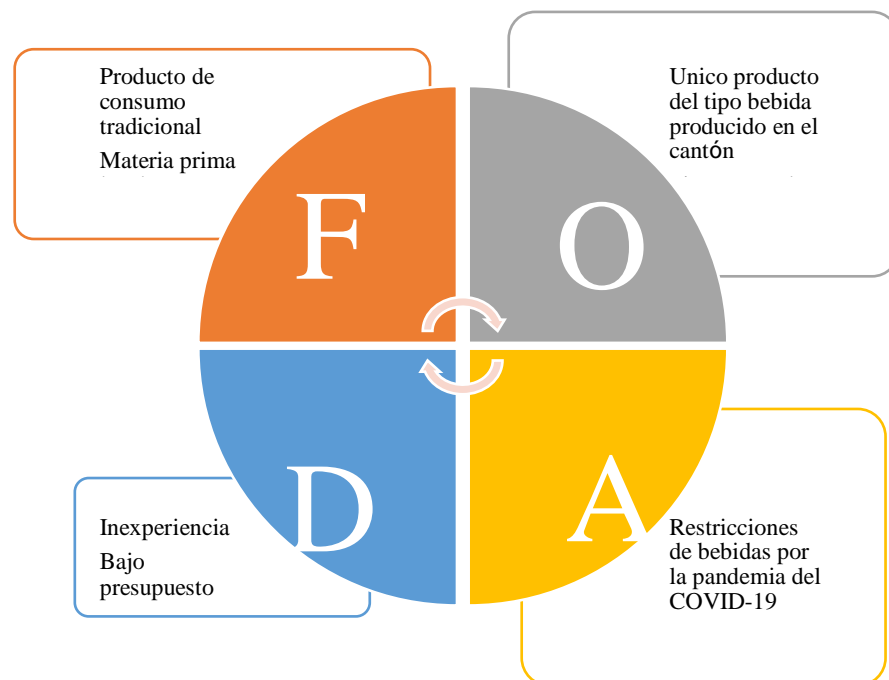 Producto de
consumo
tradicional
Materia prima
F
Unico producto
del tipo bebida
producido en el
cantón
O
Inexperiencia
Bajo
presupuesto
D
Restricciones
de bebidas por
la pandemia del
COVID-19
A